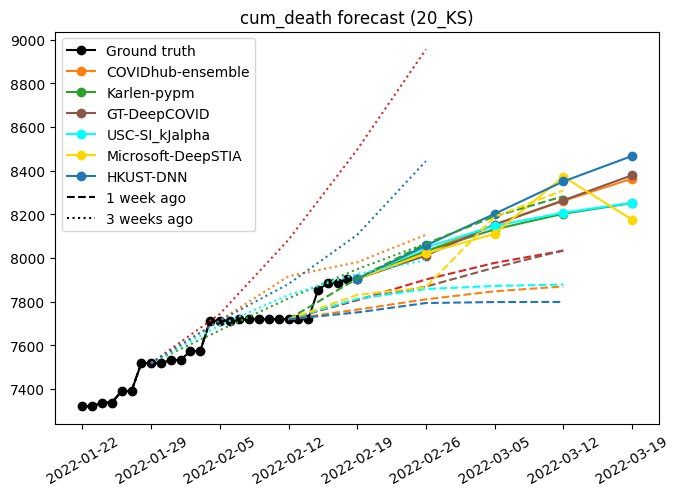 cum_death forecast (20_KS)
9000
8800
8600
8400
8200
8000
7800
7600
7400
Ground truth
COVIDhub-ensemble
Karlen-pypm
GT-DeepCOVID
USC-SI_kJalpha
Microsoft-DeepSTIA
HKUST-DNN
1 week ago
3 weeks ago
2022-01-22
2022-01-29
2022-02-05
2022-02-12
2022-02-19
2022-02-26
2022-03-05
2022-03-12
2022-03-19